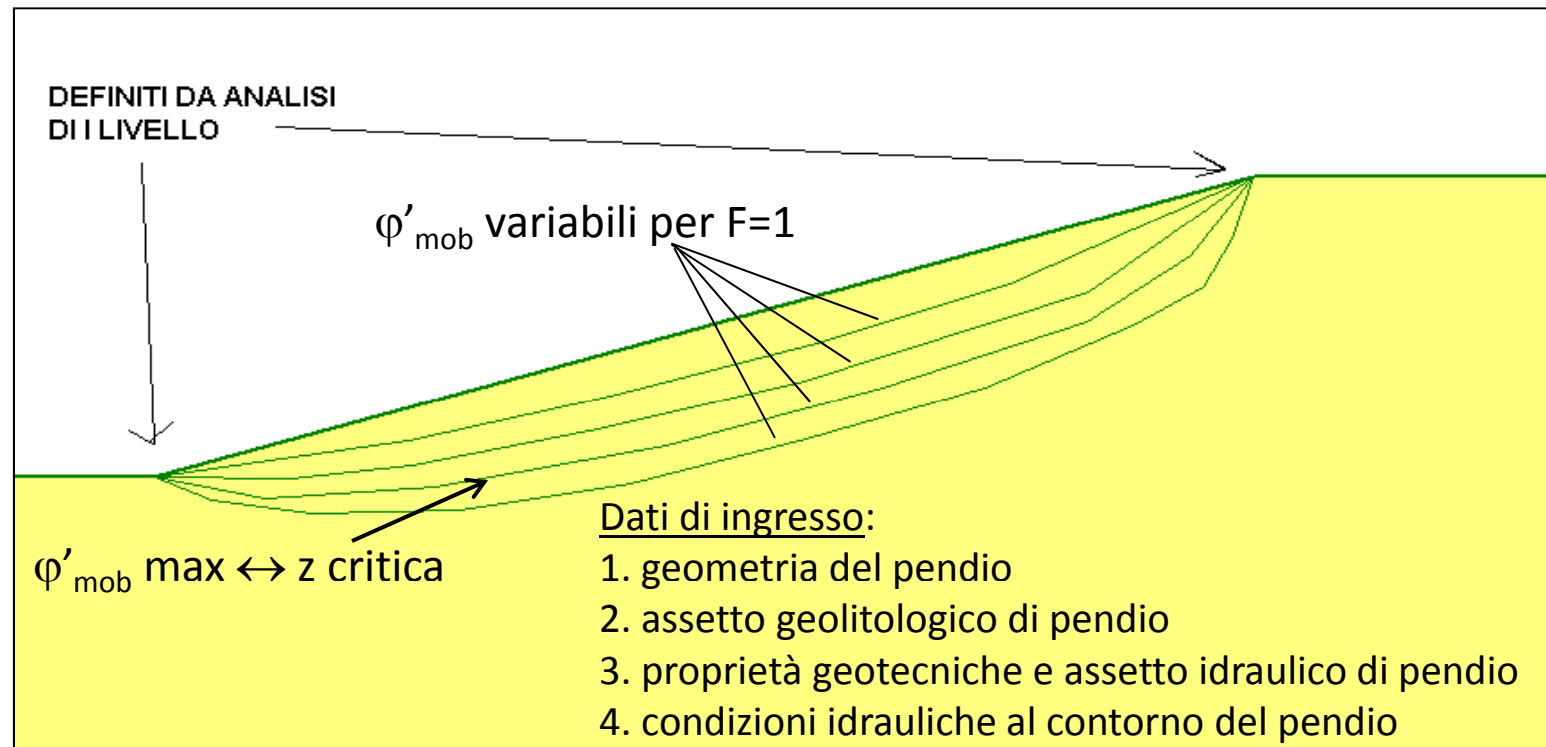 DEFINITI DA ANALISI
DI I LIVELLO
φ'mob variabili per F=1
φ'mob max ↔ z critica
Dati di ingresso:
1. geometria del pendio
2. assetto geolitologico di pendio
3. proprietà geotecniche e assetto idraulico di pendio
4. condizioni idrauliche al contorno del pendio